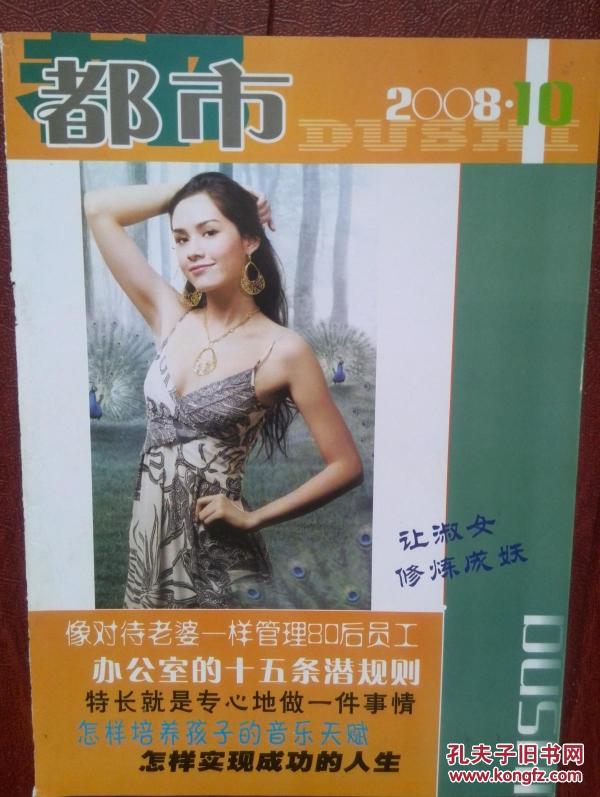 都市
2008·10
DUSHI
让淑女
修炼成妖
像对待老婆一样管理80后员工
办公室的十五条潜规则
特长就是专心地做一件事情
怎样培养孩子的音乐天赋
怎样实现成功的人生
DUSHI
孔夫子旧书网
www.kongfz.com